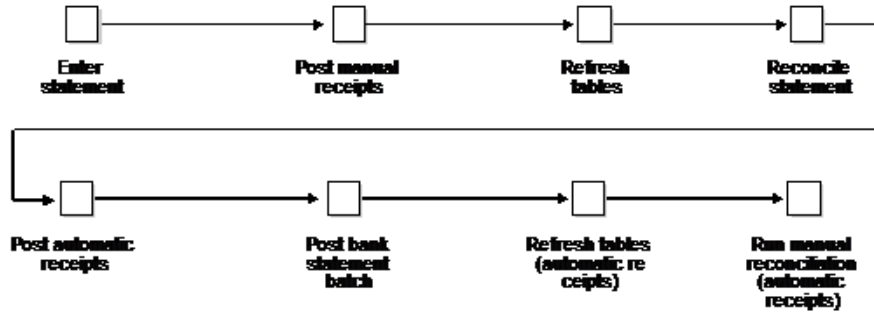 Enter
statement
Post manual
receipts
Refresh
tables
Reconcile
statement
Post automatic
receipts
Post bank
statement
batch
Refresh tables
(automatic re
ceipts)
Run manual
reconciliation
(automatic
receipts)